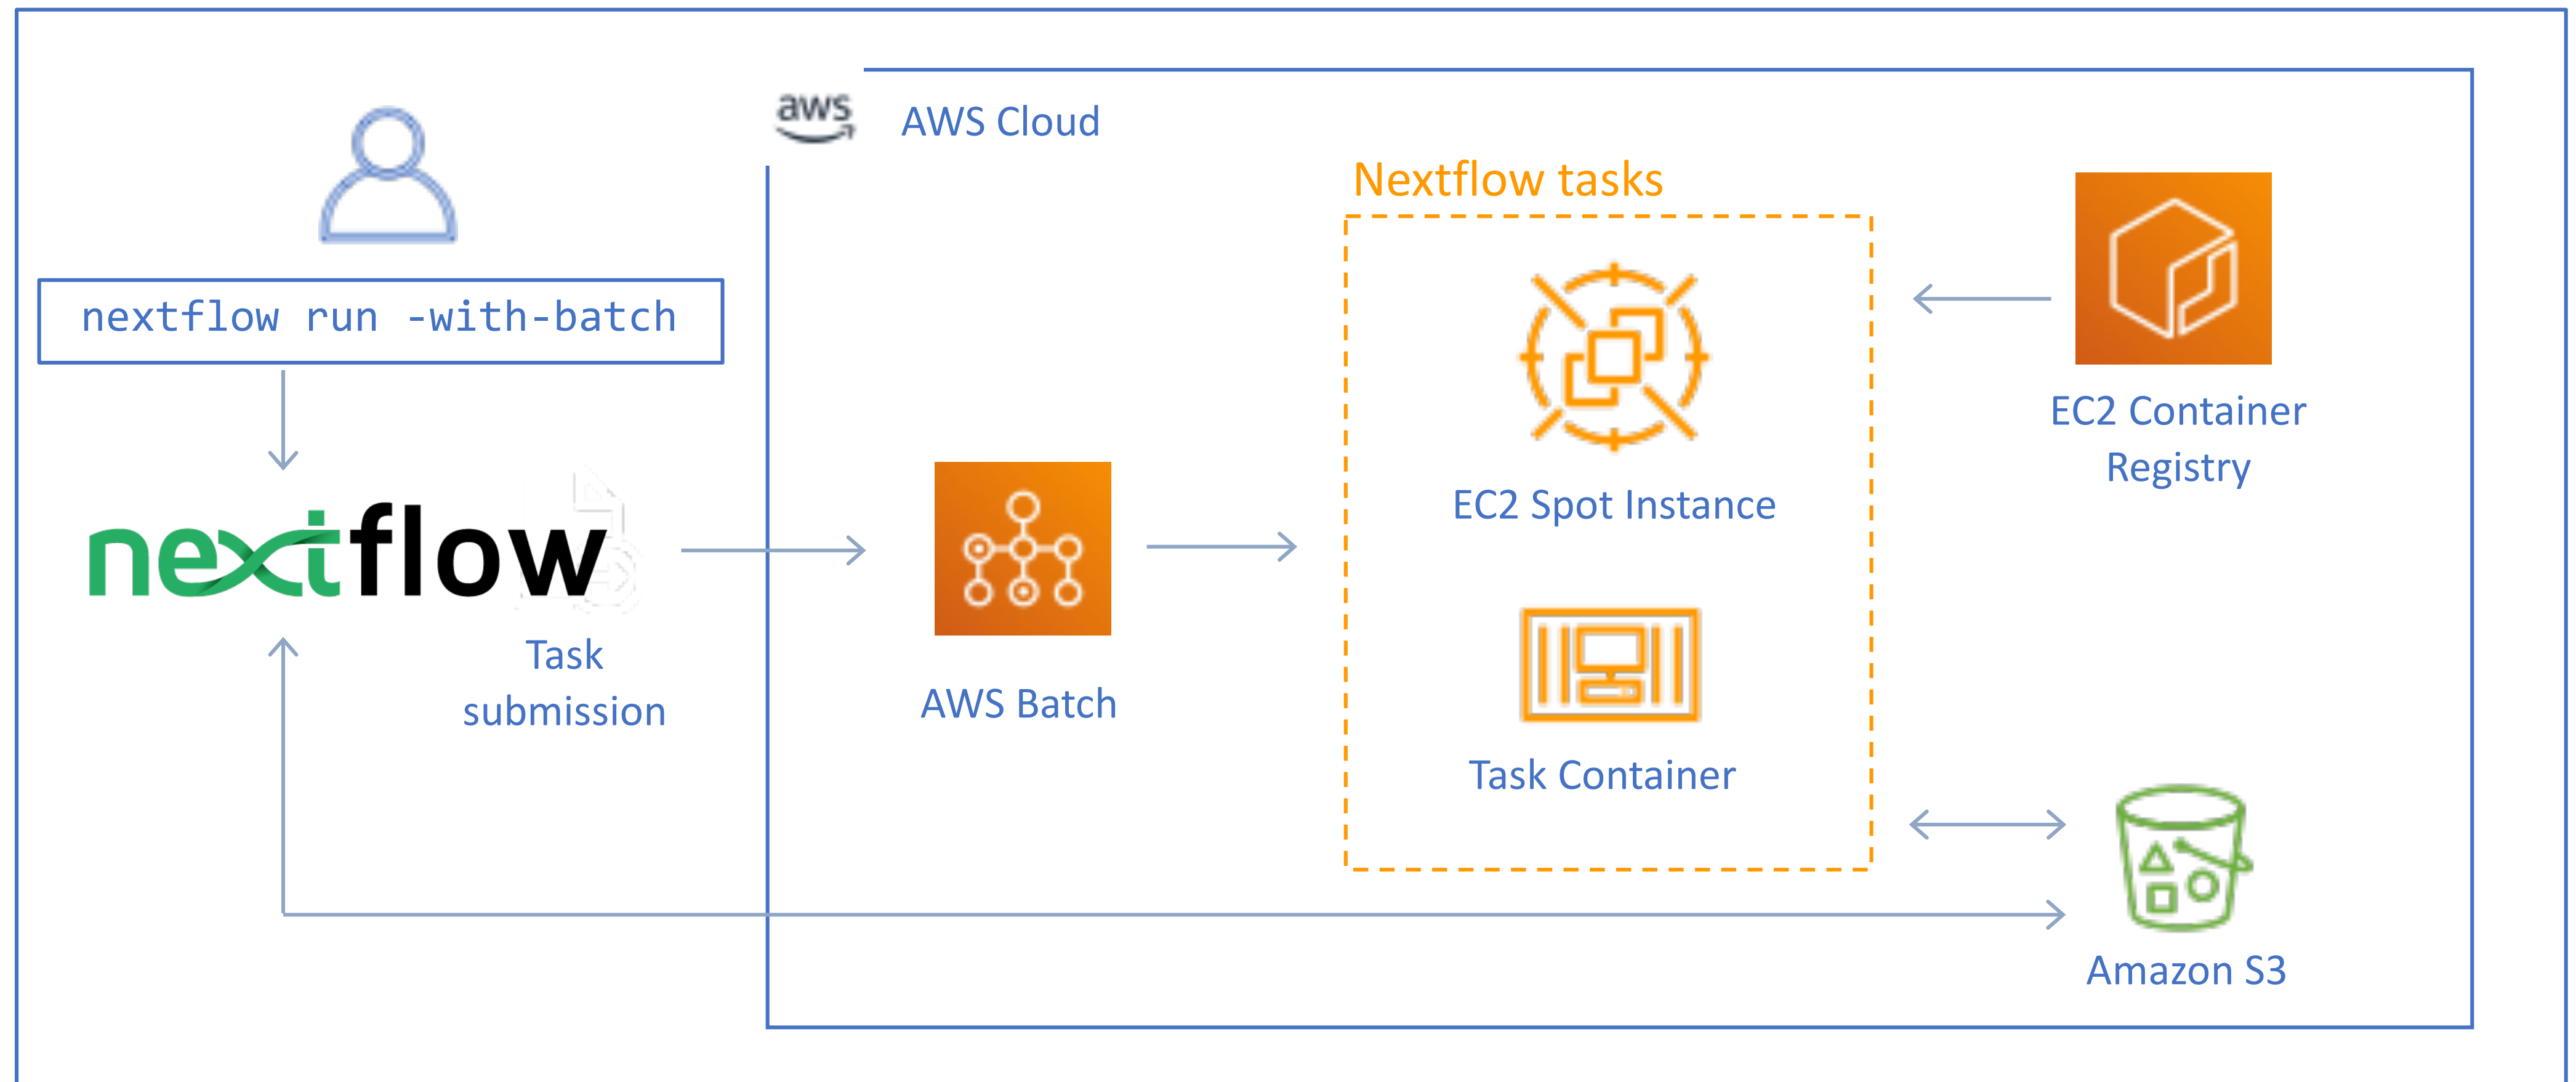 aws
AWS Cloud
Nextflow tasks
nextflow run -with-batch
EC2 Container
Registry
EC2 Spot Instance
nextflow
Task
submission
AWS Batch
Task Container
Amazon S3